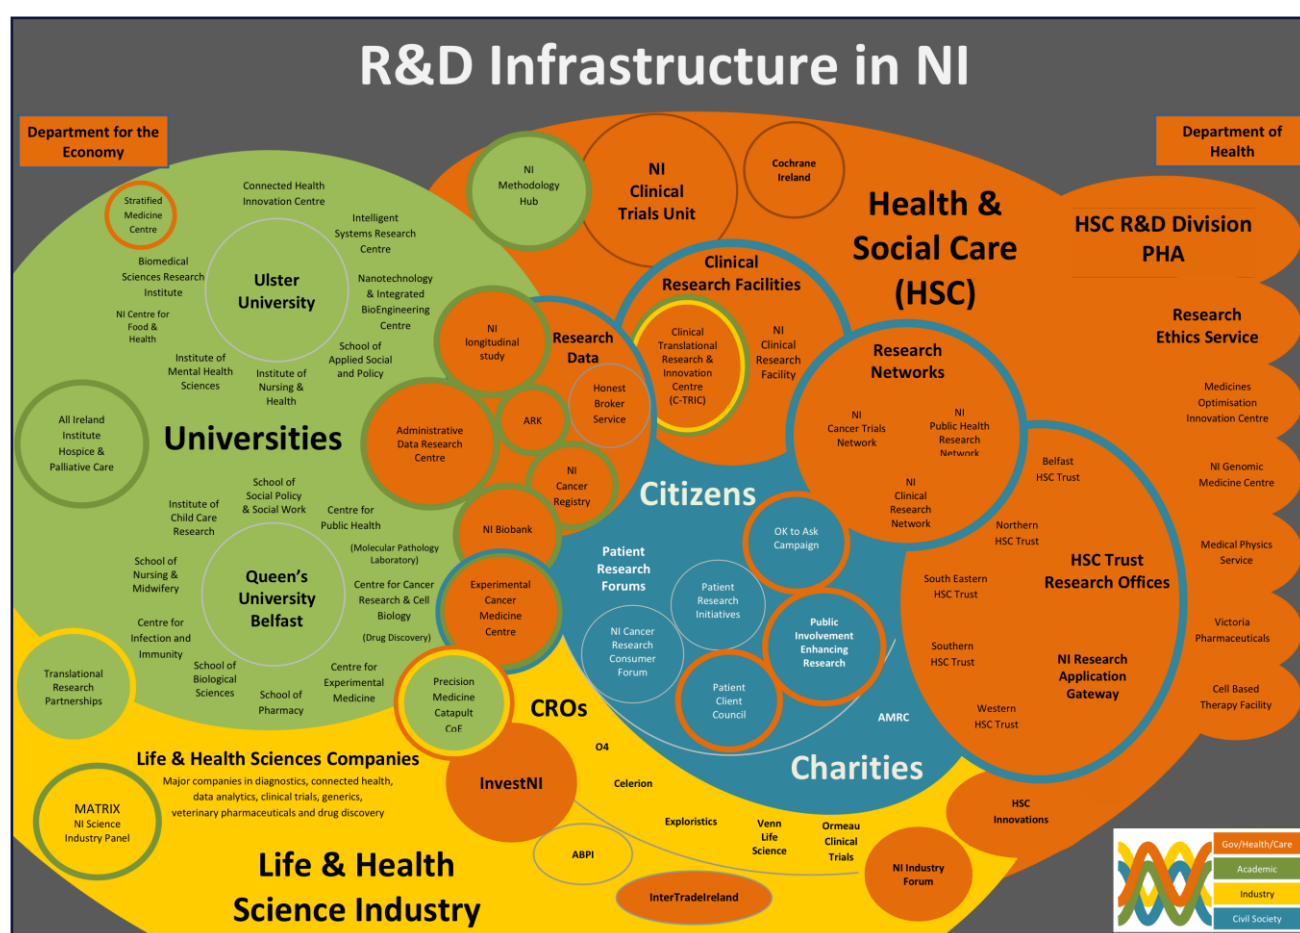 R&D Infrastructure in NI
Department for the
Economy
Department of
Health
NI
Methodology
Hub
NI
Clinical
Trials Unit
Cochrane
Ireland
Health &
Social Care
(HSC)
HSC R&D Division
PHA
Research
Ethics Service
Medicines
Optimisation
Innovation Centre
NI Genomic
Medicine Centre
Medical Physics
Service
Victoria
Pharmaceuticals
Cell Based
Therapy Facility
Stratified
Medicine
Centre
Connected Health
Innovation Centre
Intelligent
Systems Research
Centre
Biomedical
Sciences Research
Institute
Ulster
University
Nanotechnology
& Integrated
BioEngineering
Centre
NI Centre for
Food &
Health
Institute of
Mental Health
Sciences
Institute of
Nursing &
Health
School of
Applied Social
and Policy
All Ireland
Institute
Hospice &
Palliative Care
Universities
School of
Social Policy
& Social Work
Institute of
Child Care
Research
Centre for
Public Health
(Molecular Pathology
Laboratory)
School of
Nursing &
Midwifery
Queen's
University
Belfast
Centre for Cancer
Research & Cell
Biology
(Drug Discovery)
Centre for
Infection and
Immunity
School of
Biological
Sciences
School of
Pharmacy
Centre for
Experimental
Medicine
Translational
Research
Partnerships
NI
longitudinal
study
Research
Data
Honest
Broker
Service
ARK
Administrative
Data Research
Centre
NI
Cancer
Registry
NI Biobank
Experimental
Cancer
Medicine
Centre
Precision
Medicine
Catapult
CoE
Clinical
Research Facilities
Clinical
Translational
Research &
Innovation
Centre
(C-TRIC)
NI
Clinical
Research
Facility
Research
Networks
NI
Cancer Trials
Network
NI
Public Health
Research
Network
NI
Clinical
Research
Network
Belfast
HSC Trust
Northern
HSC Trust
HSC Trust
Research Offices
South Eastern
HSC Trust
Southern
HSC Trust
NI Research
Application
Gateway
Western
HSC Trust
Citizens
OK to Ask
Campaign
Patient
Research
Forums
Patient
Research
Initiatives
NI Cancer
Research
Consumer
Forum
Public
Involvement
Enhancing
Research
Patient
Client
Council
AMRC
Charities
CROs
O4
Celerion
Exploristics
Venn
Life
Science
Ormeau
Clinical
Trials
Life & Health Sciences Companies
Major companies in diagnostics, connected health,
data analytics, clinical trials, generics,
veterinary pharmaceuticals and drug discovery
InvestNI
MATRIX
NI Science
Industry Panel
ABPI
InterTradeIreland
NI Industry
Forum
HSC
Innovations
Life & Health
Science Industry
Gov/Health/Care
Academic
Industry
Civil Society